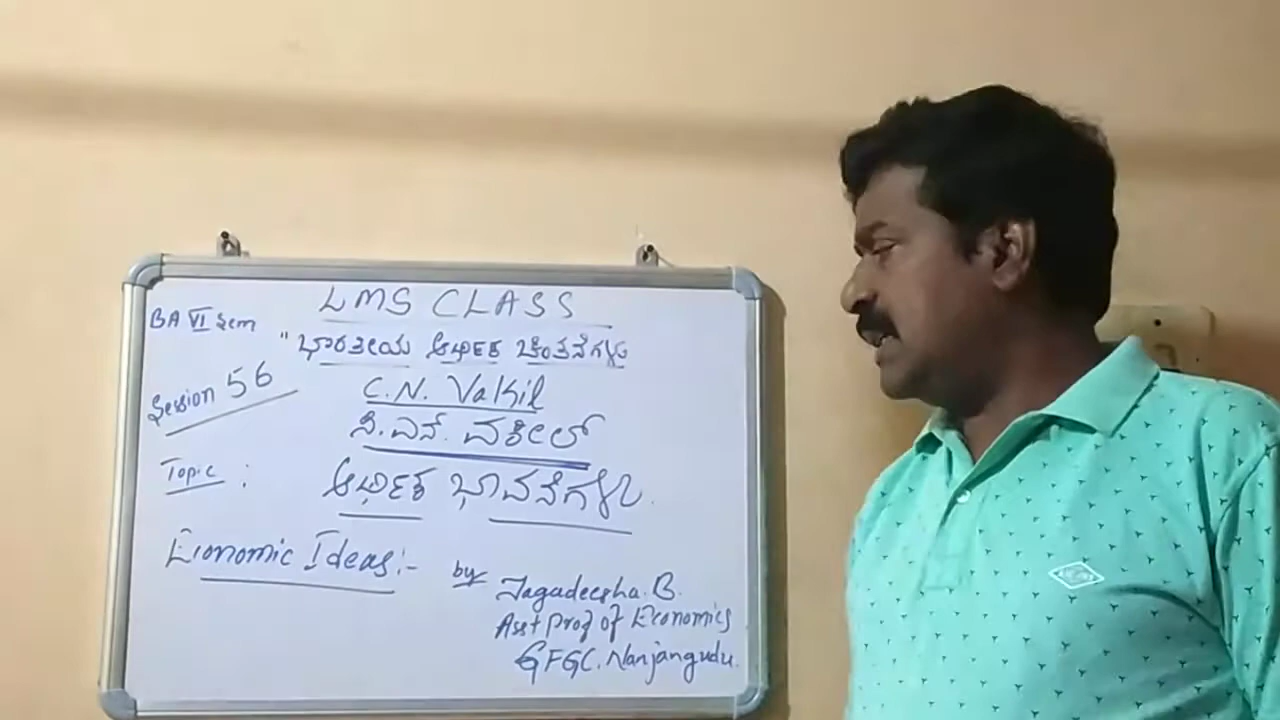 LMS CLASS
BA VI Sem
"ಭಾರತೀಯ ಆರ್ಥಿಕ ಚಿಂತನೆಗಳು
Session 56
C.N. Vakil
ಸಿ.ಎನ್. ವಕೀಲ್
Topic :
ಆರ್ಥಿಕ ಭಾವನೆಗಳು.
Economic Ideas:-
by Jagadeesha. B.
Asst Prof of Economics
GFGC. Nanjangudu.